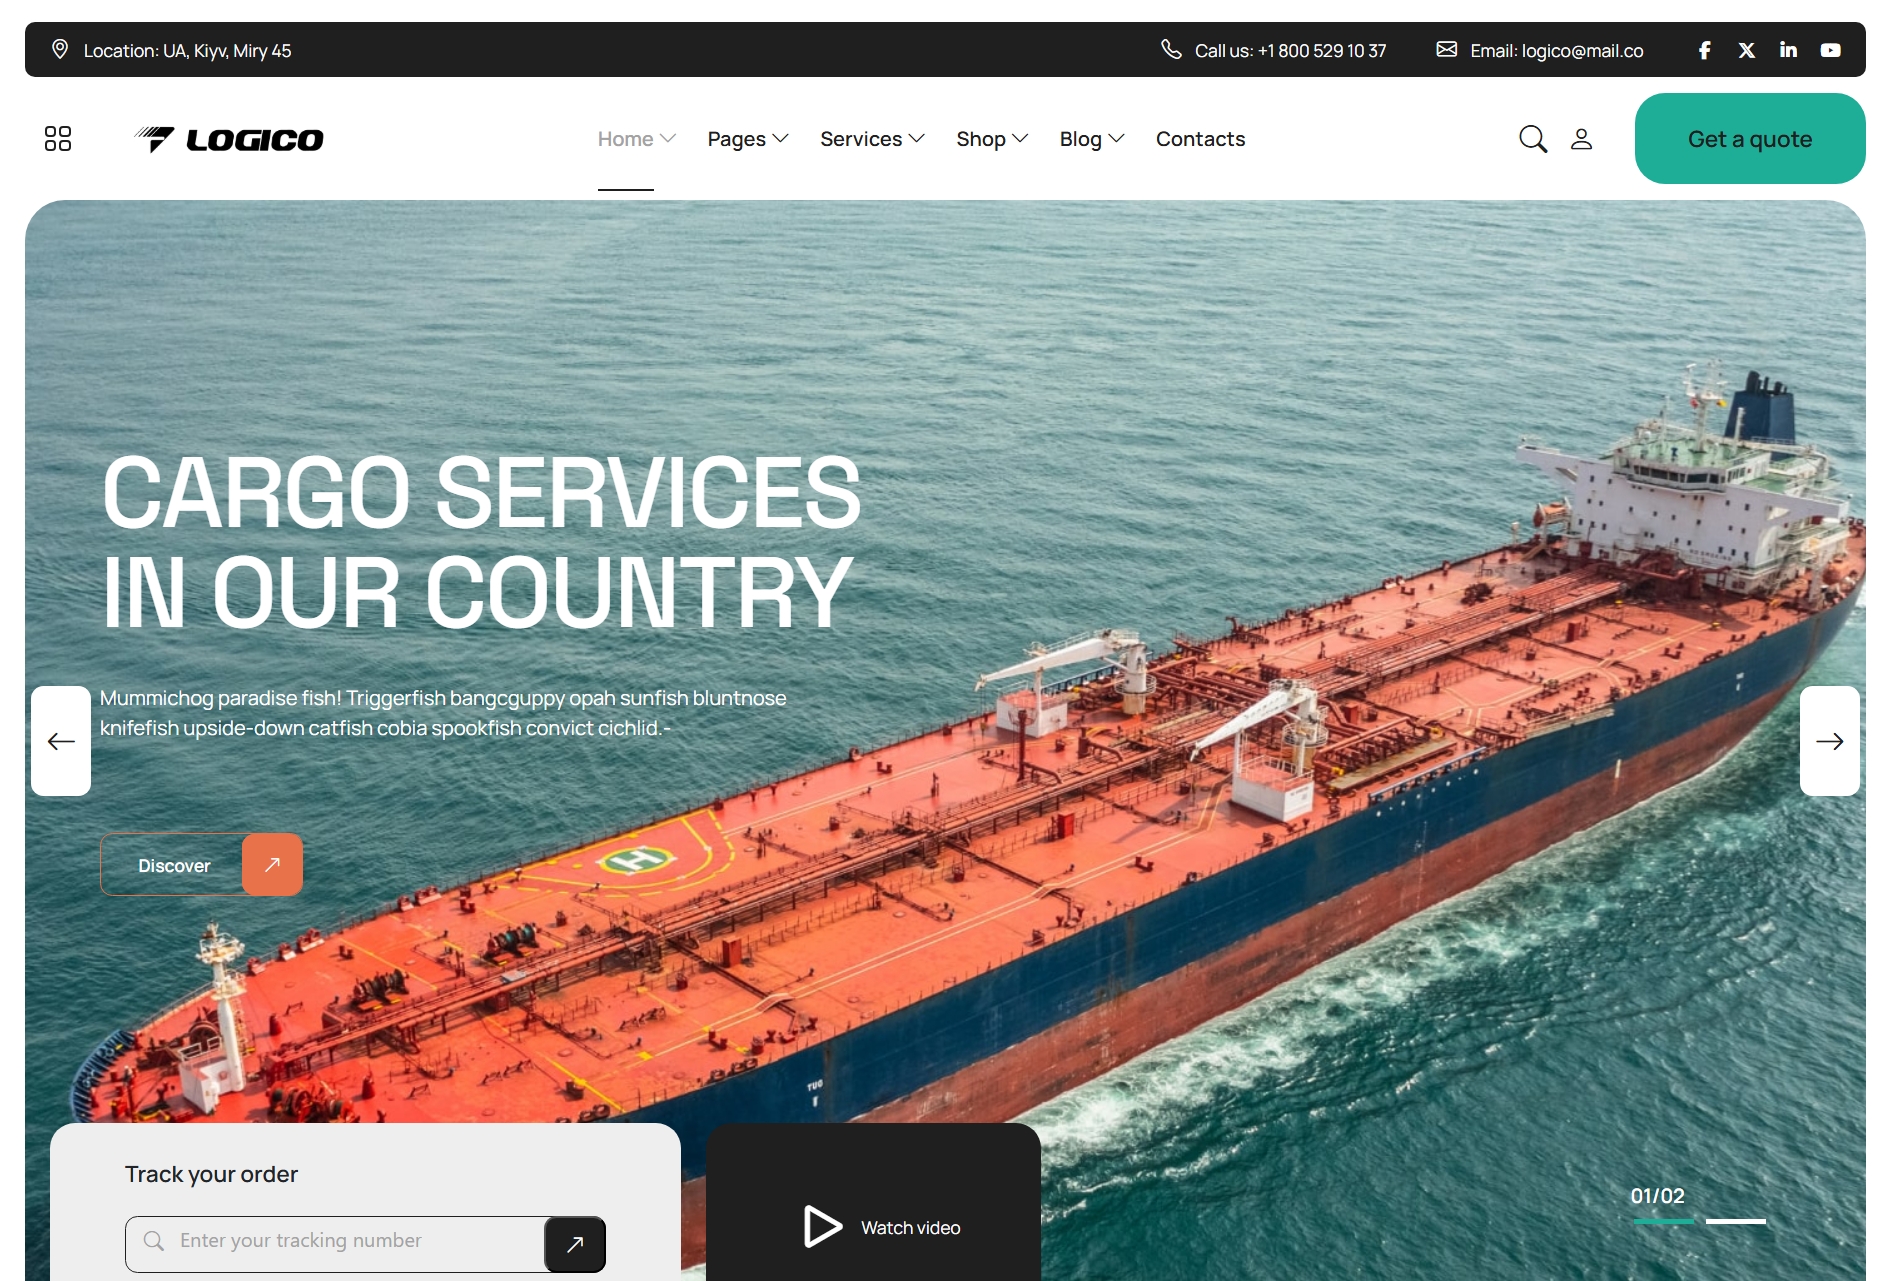 Location: UA, Kiyv, Miry 45
Call us: +1 800 529 10 37
Email: logico@mail.co
LOGICO
Home
Pages
Services
Shop
Blog
Contacts
Get a quote
CARGO SERVICES
IN OUR COUNTRY
Mummichog paradise fish! Triggerfish bangcguppy opah sunfish bluntnose
knifefish upside-down catfish cobia spookfish convict cichlid.-
Discover
H
TUG
Track your order
Enter your tracking number
Watch video
01/02